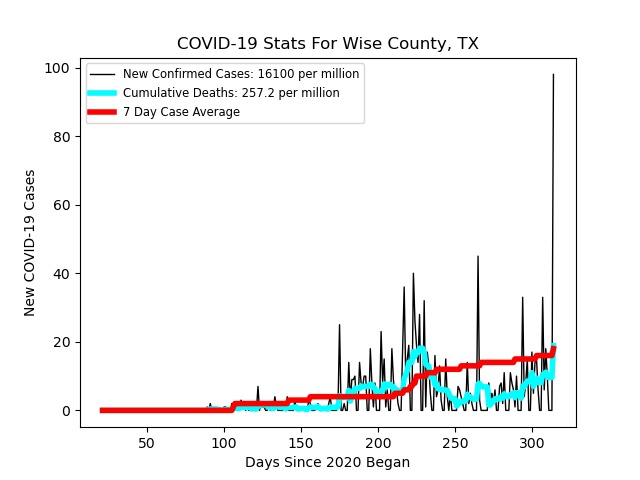 COVID-19 Stats For Wise County, TX
New Confirmed Cases: 16100 per million
Cumulative Deaths: 257.2 per million
7 Day Case Average
New COVID-19 Cases
100
80
60
40
20
0
50
100
150
200
250
300
Days Since 2020 Began